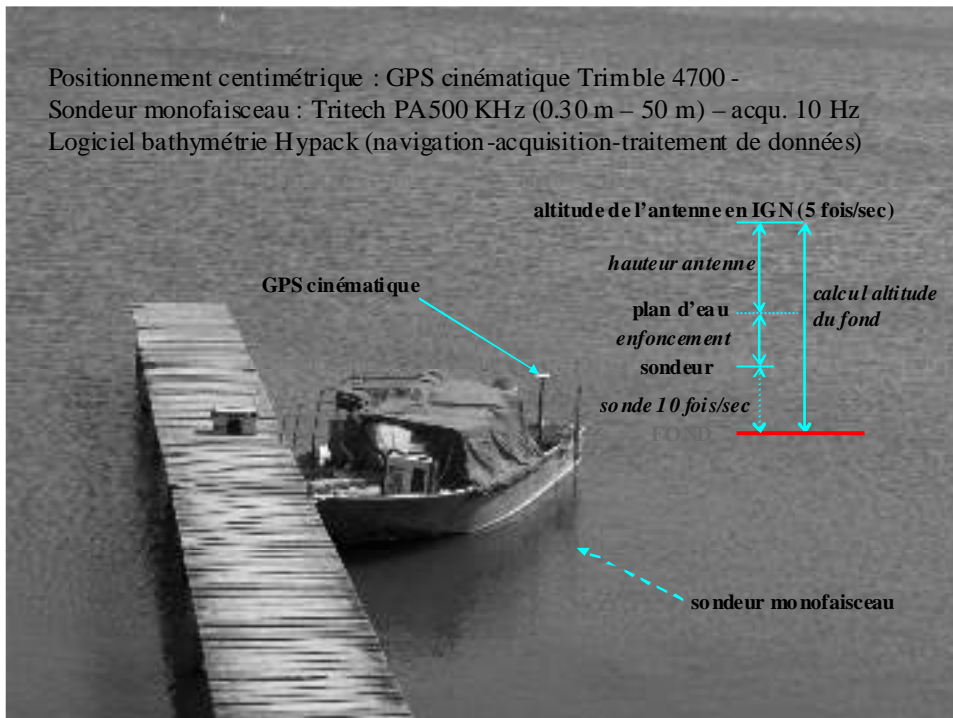 Positionnement centimétrique : GPS cinématique Trimble 4700 -
Sondeur monofaisceau : Tritech PA500 KHz (0.30 m – 50 m) – acqu. 10 Hz
Logiciel bathymétrie Hypack (navigation-acquisition-traitement de données)
altitude de l'antenne en IGN (5 fois/sec)
hauteur antenne
GPS cinématique
calcul altitude
du fond
plan d'eau
enfoncement
sondeur
sonde 10 fois/sec
FOND
sondeur monofaisceau